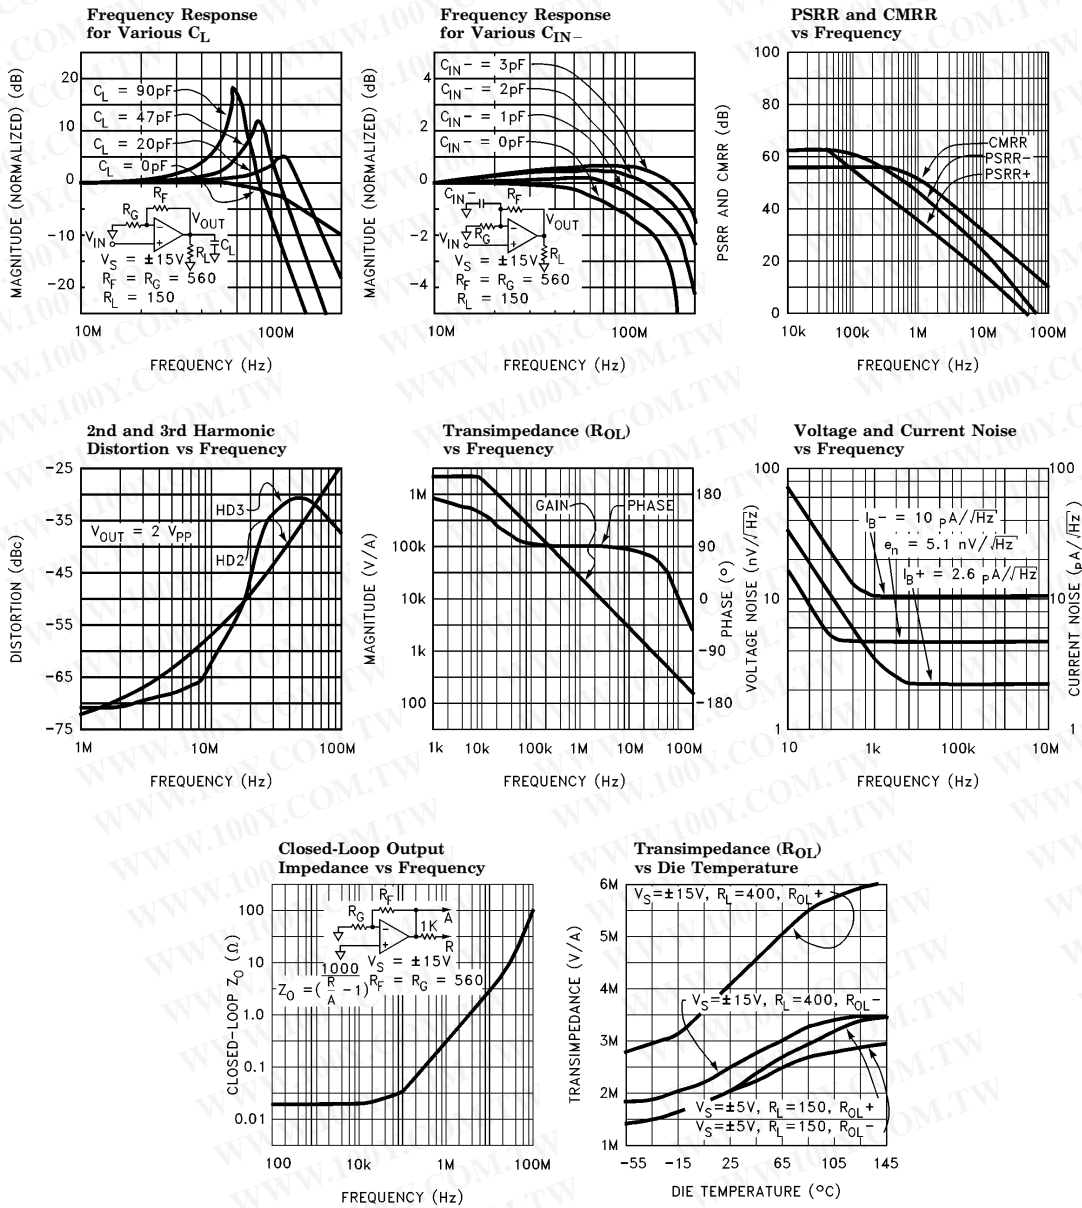 Frequency Response
for Various CL
MAGNITUDE (NORMALIZED) (dB)
20
10
0
-10
-20
CL = 90pF
CL = 47pF
CL = 20pF
CL = 0pF
RF
RG
VOUT
VIN
CL
RL
VS = ±15V
RF = RG = 560
RL = 150
10M
100M
FREQUENCY (Hz)
Frequency Response
for Various CIN−
MAGNITUDE (NORMALIZED) (dB)
4
2
0
-2
-4
CIN− = 3pF
CIN− = 2pF
CIN− = 1pF
CIN− = 0pF
CIN−
RF
RG
VOUT
VIN
RL
VS = ±15V
RF = RG = 560
RL = 150
10M
100M
FREQUENCY (Hz)
PSRR and CMRR
vs Frequency
PSRR AND CMRR (dB)
100
80
60
40
20
0
CMRR
PSRR−
PSRR+
10k
100k
1M
10M
100M
FREQUENCY (Hz)
2nd and 3rd Harmonic
Distortion vs Frequency
DISTORTION (dBc)
-25
-35
-45
-55
-65
-75
HD3
VOUT = 2 VPP
HD2
1M
10M
100M
FREQUENCY (Hz)
Transimpedance (ROL)
vs Frequency
MAGNITUDE (V/A)
1M
100k
10k
1k
100
GAIN
PHASE
180
90
0
-90
-180
PHASE (°)
1k
10k
100k
1M
10M
100M
FREQUENCY (Hz)
Voltage and Current Noise
vs Frequency
VOLTAGE NOISE (nV/√Hz)
100
10
1
IB− = 10 pA/√Hz
en = 5.1 nV/√Hz
IB+ = 2.6 pA/√Hz
100
10
1
CURRENT NOISE (pA/√Hz)
10
1k
100k
10M
FREQUENCY (Hz)
Closed-Loop Output
Impedance vs Frequency
CLOSED-LOOP ZO (Ω)
100
10
1.0
0.1
0.01
RF
RG
A
1K
R
VS = ±15V
ZO = (1000 / (R/A − 1))
RF = RG = 560
100
10k
1M
100M
FREQUENCY (Hz)
Transimpedance (ROL)
vs Die Temperature
TRANSIMPEDANCE (V/A)
6M
5M
4M
3M
2M
1M
VS=±15V, RL=400, ROL+
VS=±15V, RL=400, ROL−
VS=±5V, RL=150, ROL+
VS=±5V, RL=150, ROL−
-55
-15
25
65
105
145
DIE TEMPERATURE (°C)
WWW.100Y.COM.TW